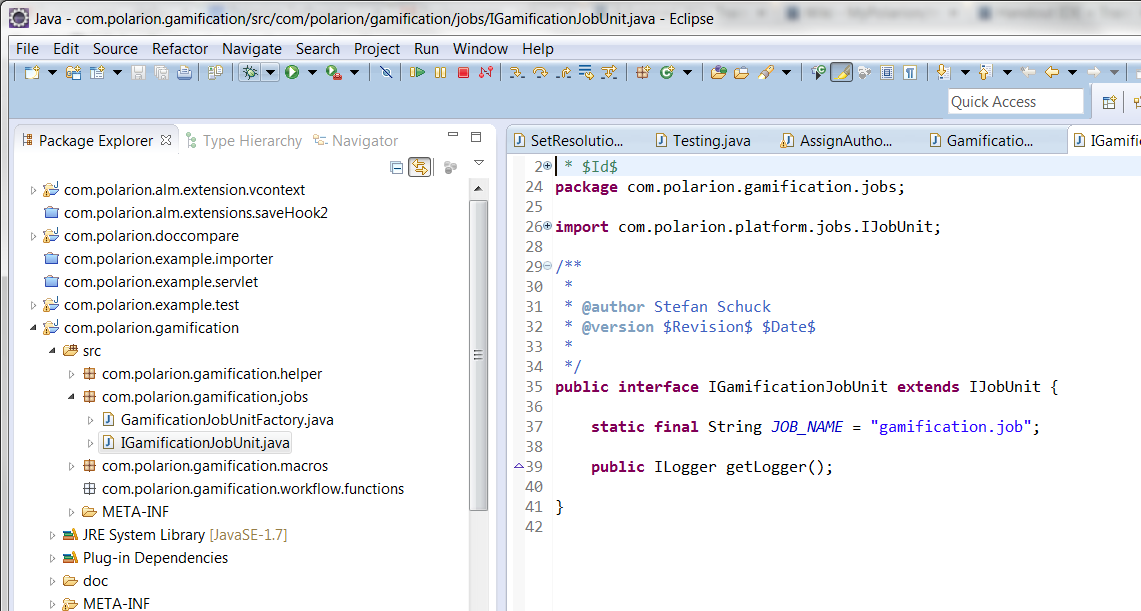 Java - com.polarion.gamification/src/com/polarion/gamification/jobs/IGamificationJobUnit.java - Eclipse
File Edit Source Refactor Navigate Search Project Run Window Help
Quick Access
Package Explorer Type Hierarchy Navigator
com.polarion.alm.extension.vcontext
com.polarion.alm.extensions.saveHook2
com.polarion.doccompare
com.polarion.example.importer
com.polarion.example.servlet
com.polarion.example.test
com.polarion.gamification
src
com.polarion.gamification.helper
com.polarion.gamification.jobs
GamificationJobUnitFactory.java
IGamificationJobUnit.java
com.polarion.gamification.macros
com.polarion.gamification.workflow.functions
META-INF
JRE System Library [JavaSE-1.7]
Plug-in Dependencies
doc
META-INF
SetResolutio... Testing.java AssignAutho... Gamificatio... IGamifi
2 * $Id$
24 package com.polarion.gamification.jobs;
25
26 import com.polarion.platform.jobs.IJobUnit;
28
29 /**
30 *
31 * @author Stefan Schuck
32 * @version $Revision$ $Date$
33 *
34 */
35 public interface IGamificationJobUnit extends IJobUnit {
36
37 static final String JOB_NAME = "gamification.job";
38
39 public ILogger getLogger();
40
41 }
42